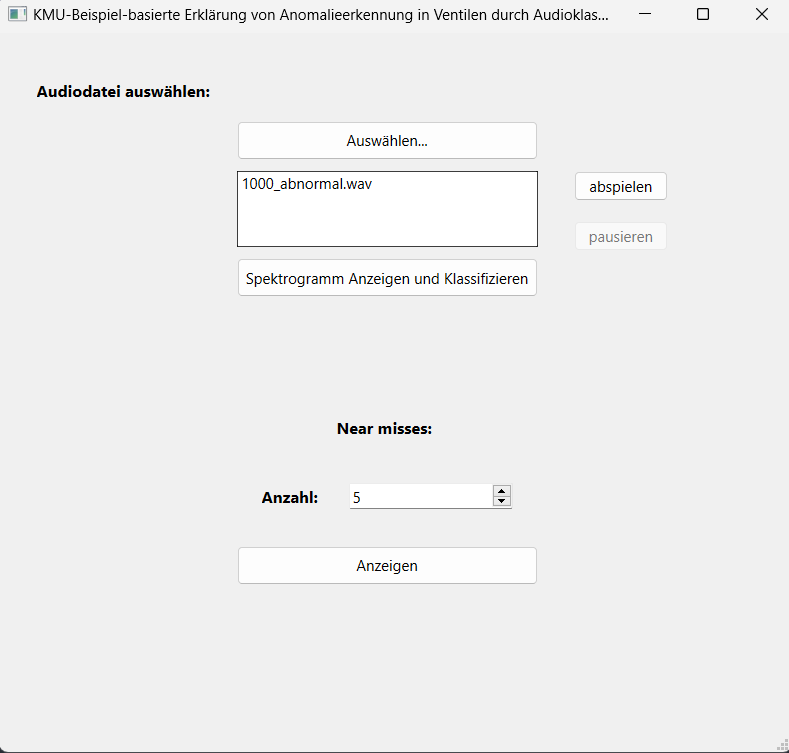 KMU-Beispiel-basierte Erklärung von Anomalieerkennung in Ventilen durch Audioklas...
Audiodatei auswählen:
Auswählen...
1000_abnormal.wav
abspielen
pausieren
Spektrogramm Anzeigen und Klassifizieren
Near misses:
Anzahl: 5
Anzeigen